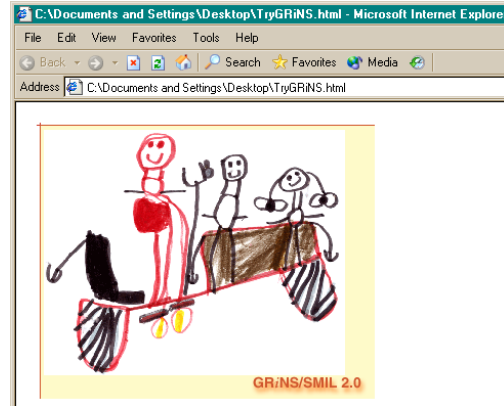 C:\Documents and Settings\Desktop\TryGRiNS.html - Microsoft Internet Explore
File Edit View Favorites Tools Help
Back Search Favorites Media
Address C:\Documents and Settings\Desktop\TryGRiNS.html
GRiNS/SMIL 2.0